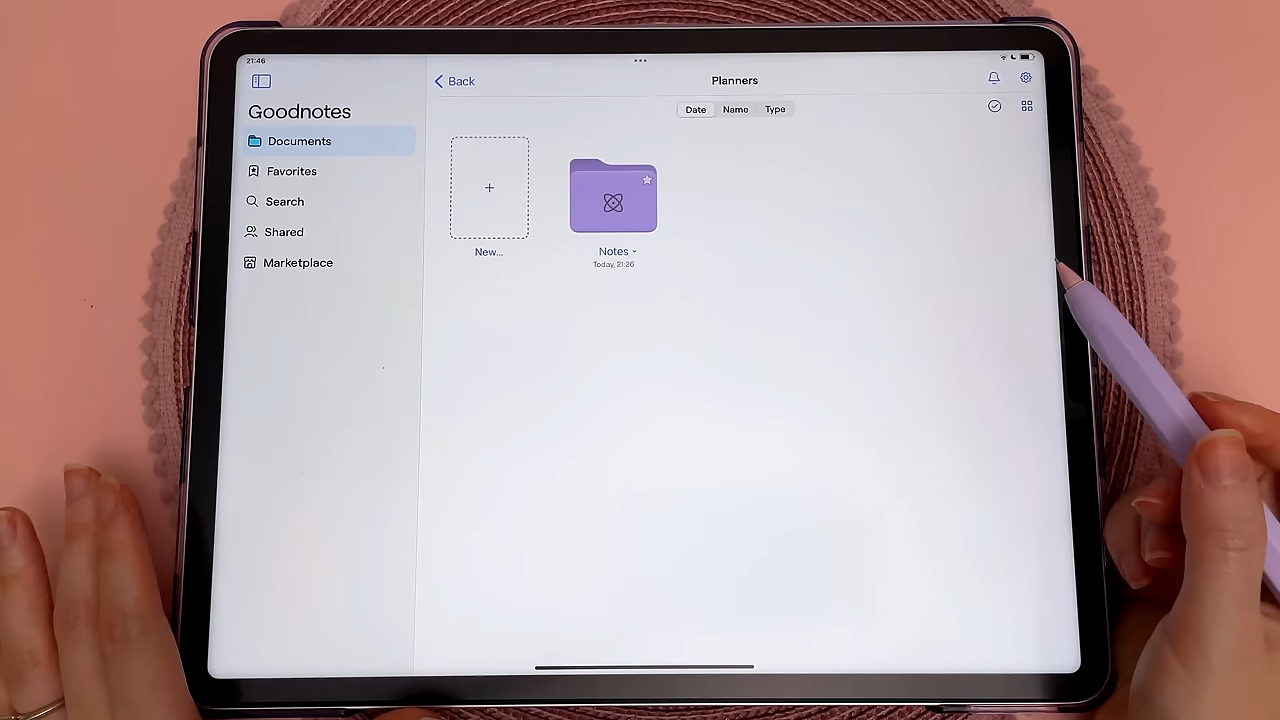 21:46
Back
Planners
Goodnotes
Date Name Type
Documents
Favorites
Search
Shared
Marketplace
New...
Notes
Today, 21:26